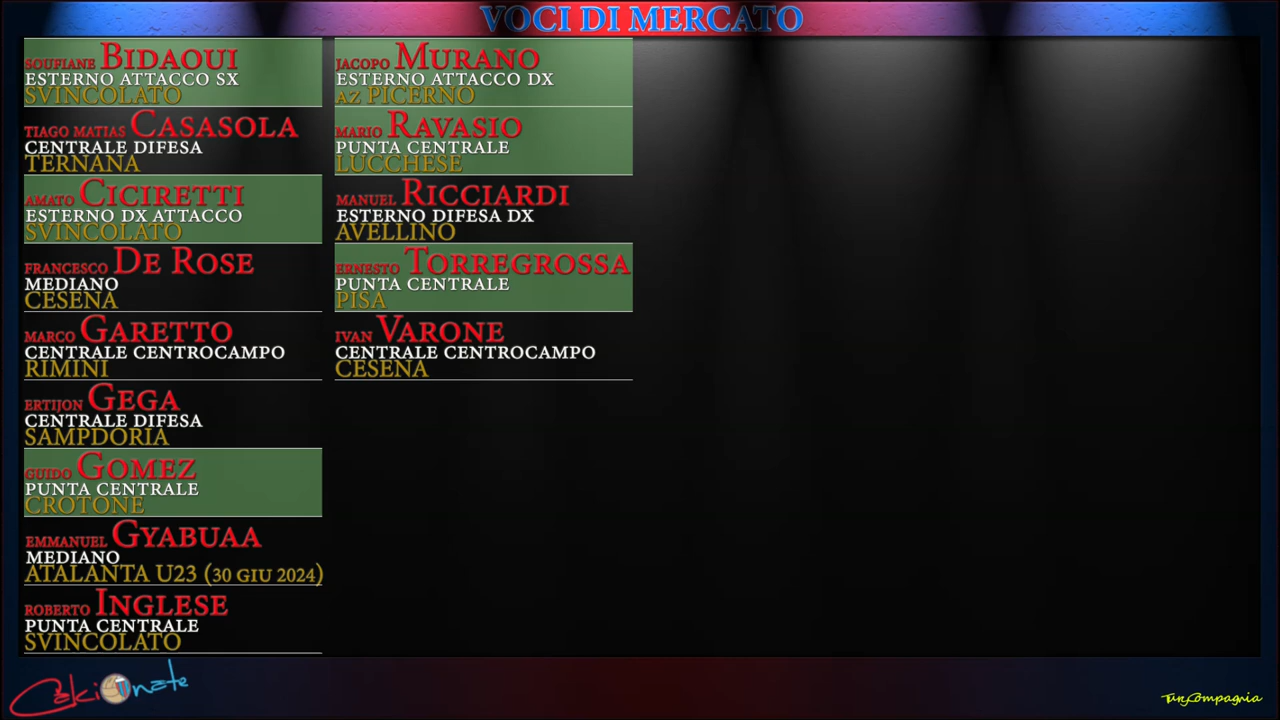 VOCI DI MERCATO
SOUFIANE BIDAOUI
ESTERNO ATTACCO SX
SVINCOLATO
TIAGO MATIAS CASASOLA
CENTRALE DIFESA
TERNANA
AMATO CICIRETTI
ESTERNO DX ATTACCO
SVINCOLATO
FRANCESCO DE ROSE
MEDIANO
CESENA
MARCO GARETTO
CENTRALE CENTROCAMPO
RIMINI
ERTIJON GEGA
CENTRALE DIFESA
SAMPDORIA
GUIDO GOMEZ
PUNTA CENTRALE
CROTONE
EMMANUEL GYABUAA
MEDIANO
ATALANTA U23 (30 GIU 2024)
ROBERTO INGLESE
PUNTA CENTRALE
SVINCOLATO
JACOPO MURANO
ESTERNO ATTACCO DX
AZ PICERNO
MARIO RAVASIO
PUNTA CENTRALE
LUCCHESE
MANUEL RICCIARDI
ESTERNO DIFESA DX
AVELLINO
ERNESTO TORREGROSSA
PUNTA CENTRALE
PISA
IVAN VARONE
CENTRALE CENTROCAMPO
CESENA
Calcionate
TurCompagnia